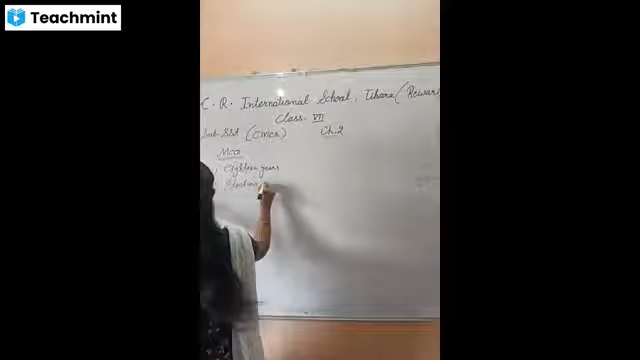 Teachmint
C. R. International School, Tihara (Rewari
Class - VII
Sub-SSt (Civics) Ch. 2
MCQ
Eighteen years